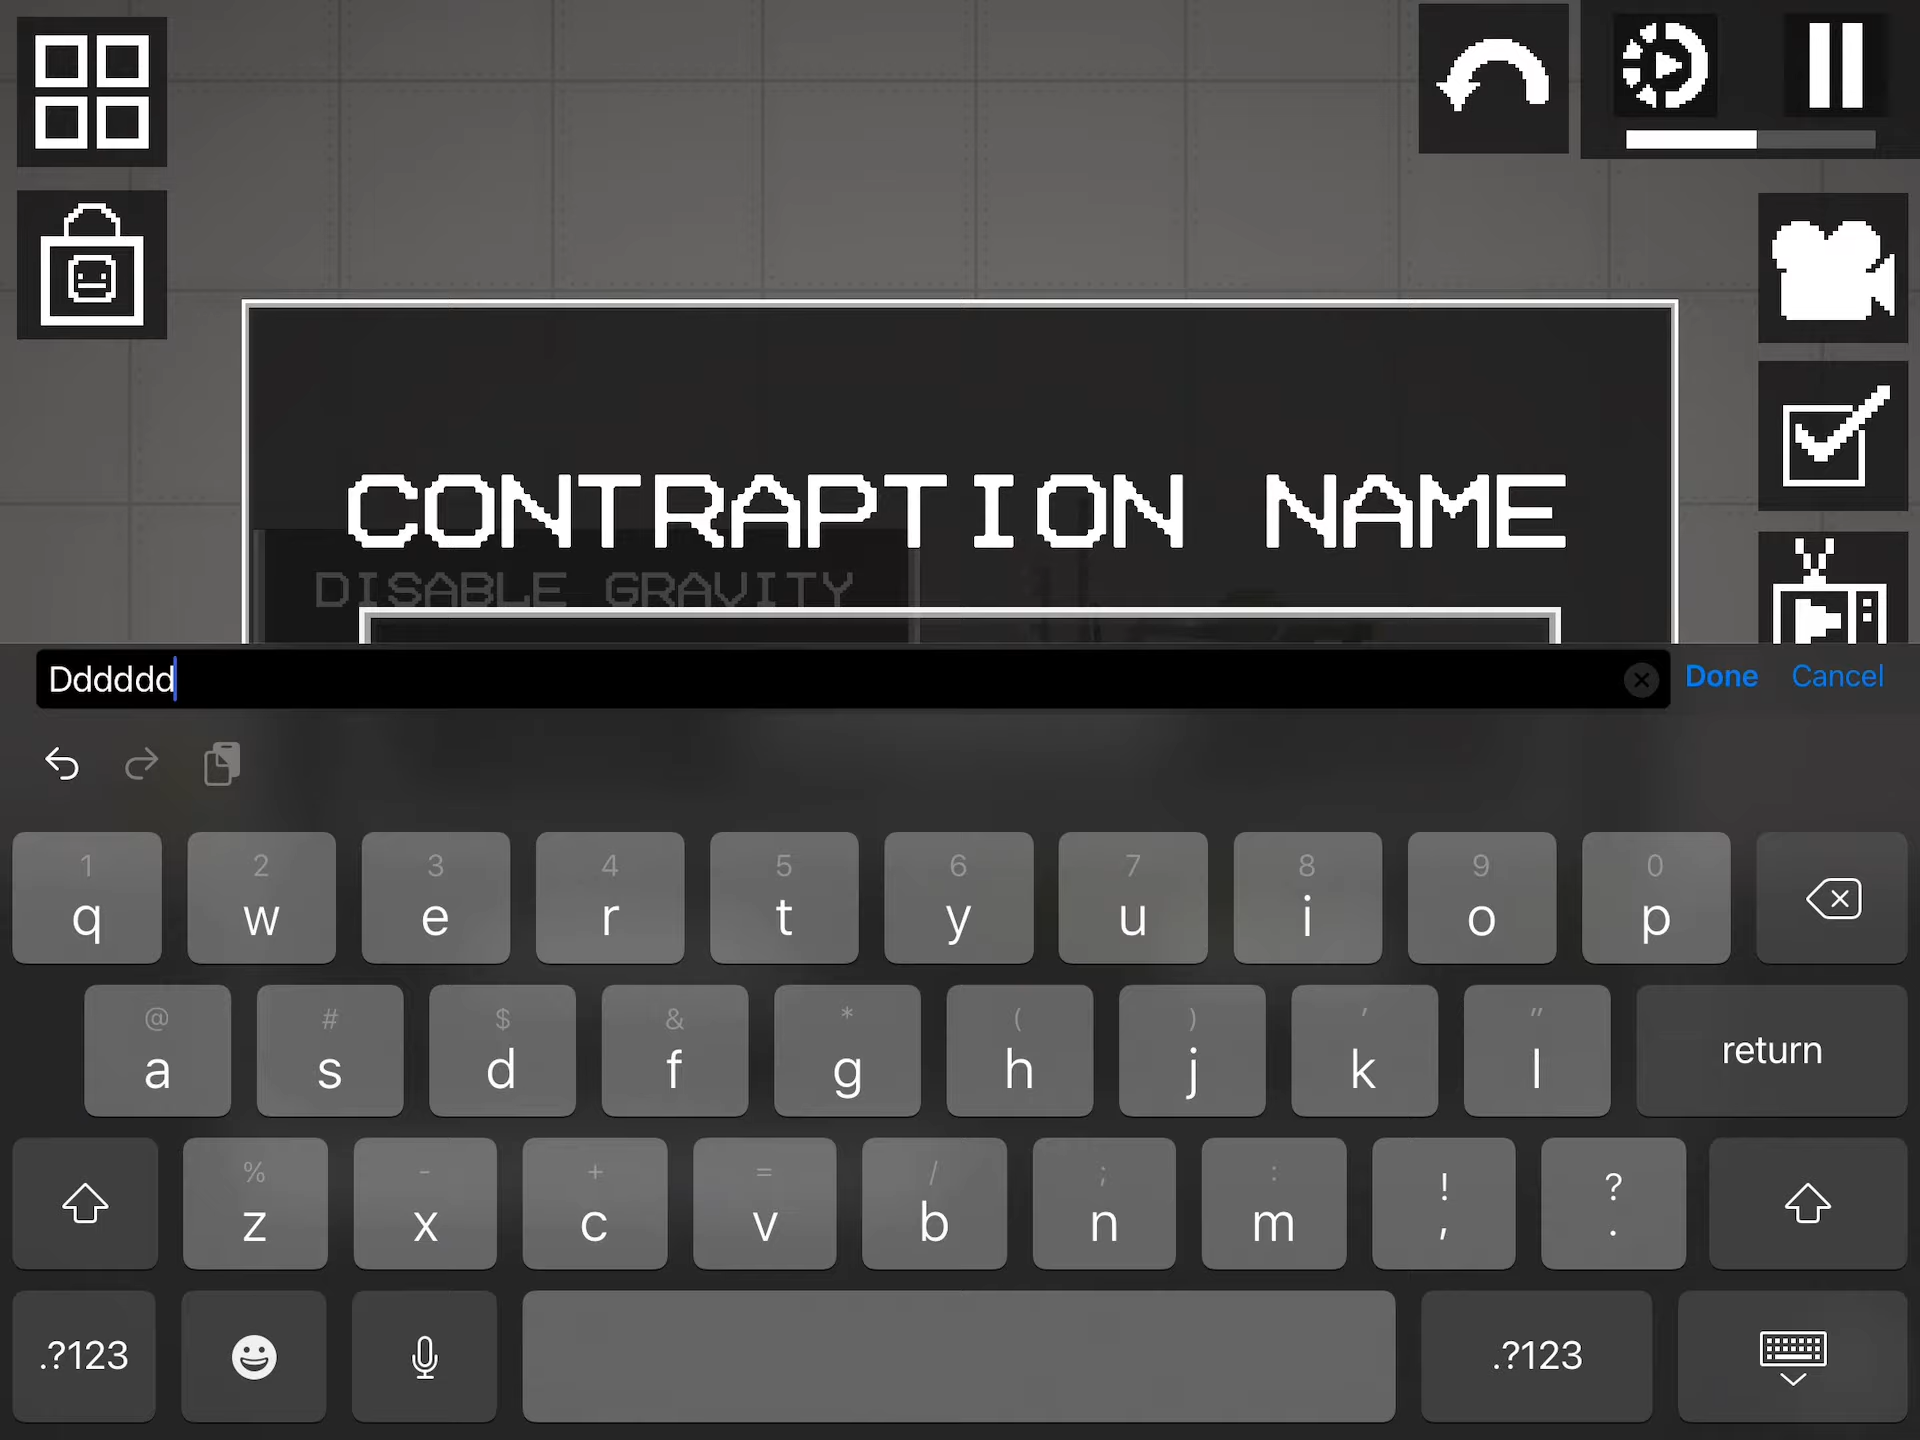 CONTRAPTION NAME
DISABLE GRAVITY
Dddddd
Done Cancel
1 2 3 4 5 6 7 8 9 0
q w e r t y u i o p
@ # $ & * ( ) ' "
a s d f g h j k l return
% - + = / ; : ! ?
z x c v b n m , .
.?123 .?123